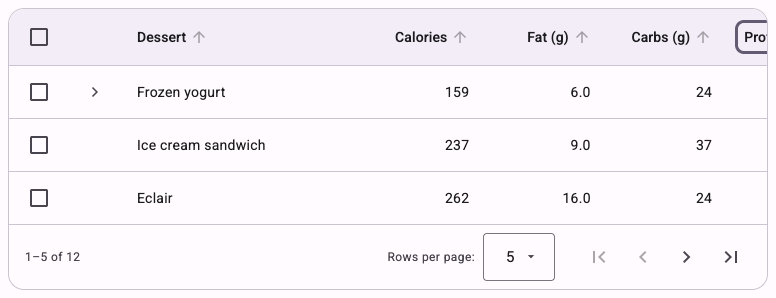 Dessert Calories Fat (g) Carbs (g)
Frozen yogurt 159 6.0 24
Ice cream sandwich 237 9.0 37
Eclair 262 16.0 24
1–5 of 12 Rows per page: 5